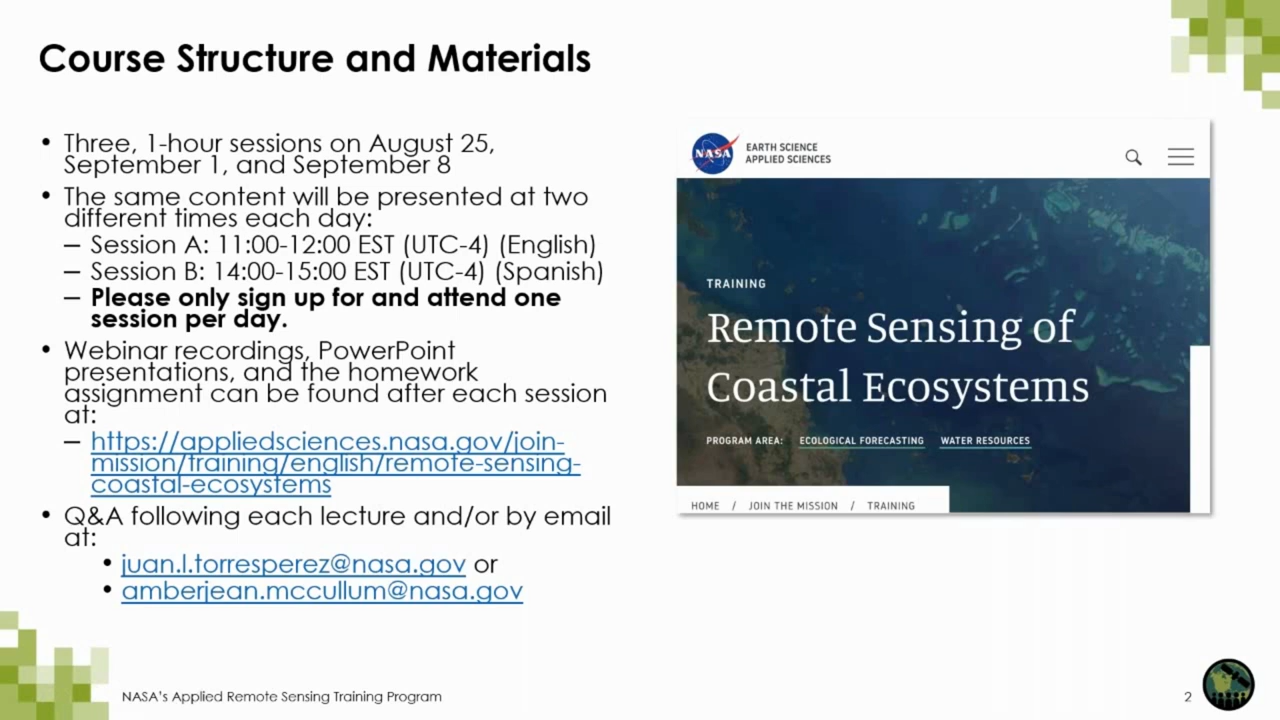 Course Structure and Materials
• Three, 1-hour sessions on August 25,
September 1, and September 8
• The same content will be presented at two
different times each day:
– Session A: 11:00-12:00 EST (UTC-4) (English)
– Session B: 14:00-15:00 EST (UTC-4) (Spanish)
– Please only sign up for and attend one
session per day.
• Webinar recordings, PowerPoint
presentations, and the homework
assignment can be found after each session
at:
– https://appliedsciences.nasa.gov/join-
mission/training/english/remote-sensing-
coastal-ecosystems
• Q&A following each lecture and/or by email
at:
• juan.l.torresperez@nasa.gov or
• amberjean.mccullum@nasa.gov
NASA
EARTH SCIENCE
APPLIED SCIENCES
TRAINING
Remote Sensing of
Coastal Ecosystems
PROGRAM AREA: ECOLOGICAL FORECASTING WATER RESOURCES
HOME / JOIN THE MISSION / TRAINING
NASA's Applied Remote Sensing Training Program
2